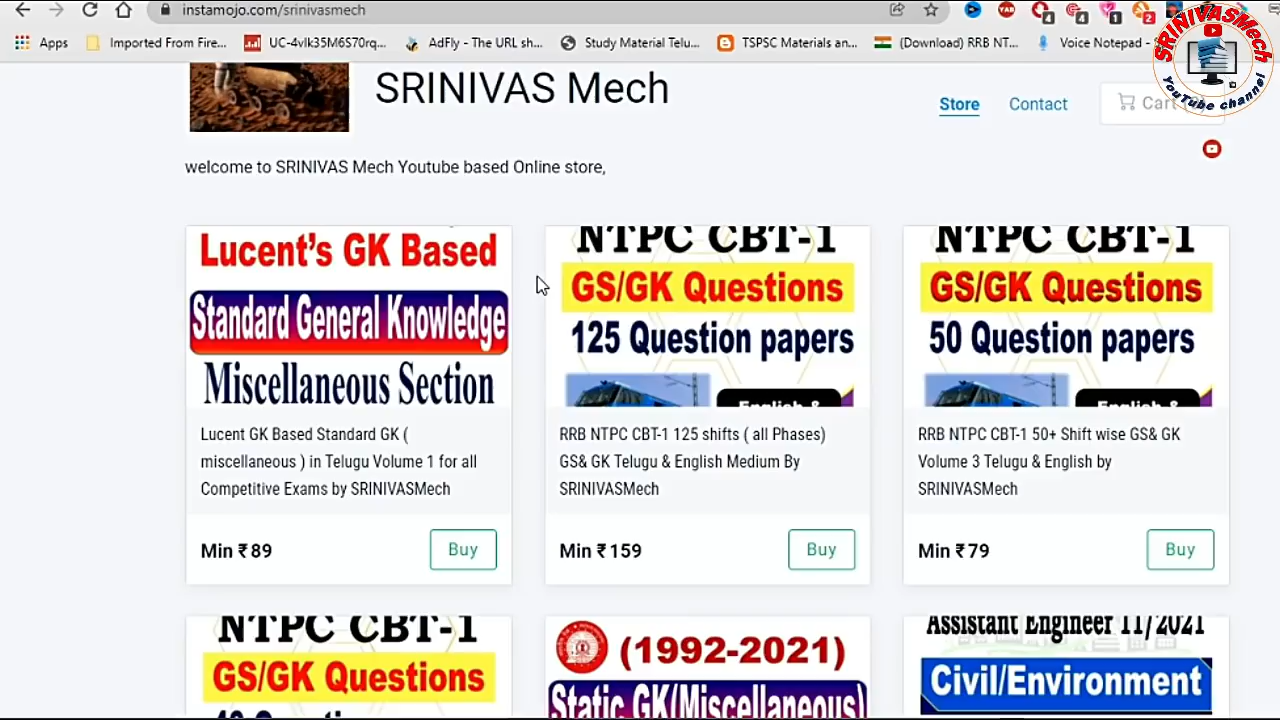 instamojo.com/srinivasmech
Apps Imported From Fire... UC-4vlk35M6S70rq... AdFly - The URL sh... Study Material Telu... TSPSC Materials an... (Download) RRB NT... Voice Notepad -
SRINIVASMech
YouTube channel
SRINIVAS Mech
Store Contact Cart
welcome to SRINIVAS Mech Youtube based Online store,
Lucent's GK Based
Standard General Knowledge
Miscellaneous Section
Lucent GK Based Standard GK (
miscellaneous ) in Telugu Volume 1 for all
Competitive Exams by SRINIVASMech
Min ₹ 89 Buy
NTPC CBT-1
GS/GK Questions
125 Question papers
English &
RRB NTPC CBT-1 125 shifts ( all Phases)
GS& GK Telugu & English Medium By
SRINIVASMech
Min ₹ 159 Buy
NTPC CBT-1
GS/GK Questions
50 Question papers
English &
RRB NTPC CBT-1 50+ Shift wise GS& GK
Volume 3 Telugu & English by
SRINIVASMech
Min ₹ 79 Buy
NTPC CBT-1
GS/GK Questions
(1992-2021)
Static GK(Miscellaneous)
Assistant Engineer 11/2021
Civil/Environment